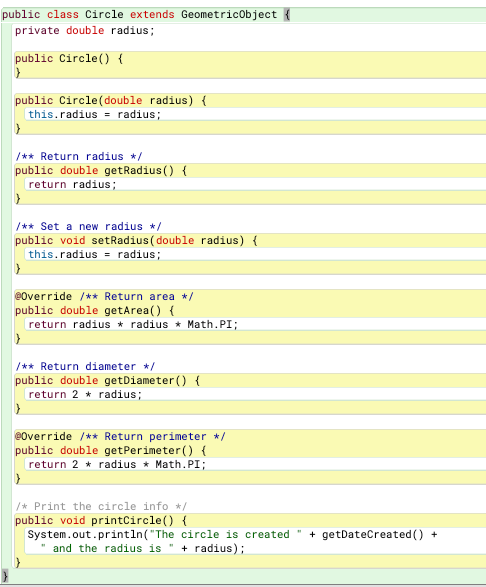 public class Circle extends GeometricObject {
private double radius;
public Circle() {
}
public Circle(double radius) {
this.radius = radius;
}
/** Return radius */
public double getRadius() {
return radius;
}
/** Set a new radius */
public void setRadius(double radius) {
this.radius = radius;
}
@Override /** Return area */
public double getArea() {
return radius * radius * Math.PI;
}
/** Return diameter */
public double getDiameter() {
return 2 * radius;
}
@Override /** Return perimeter */
public double getPerimeter() {
return 2 * radius * Math.PI;
}
/* Print the circle info */
public void printCircle() {
System.out.println("The circle is created " + getDateCreated() +
" and the radius is " + radius);
}
}